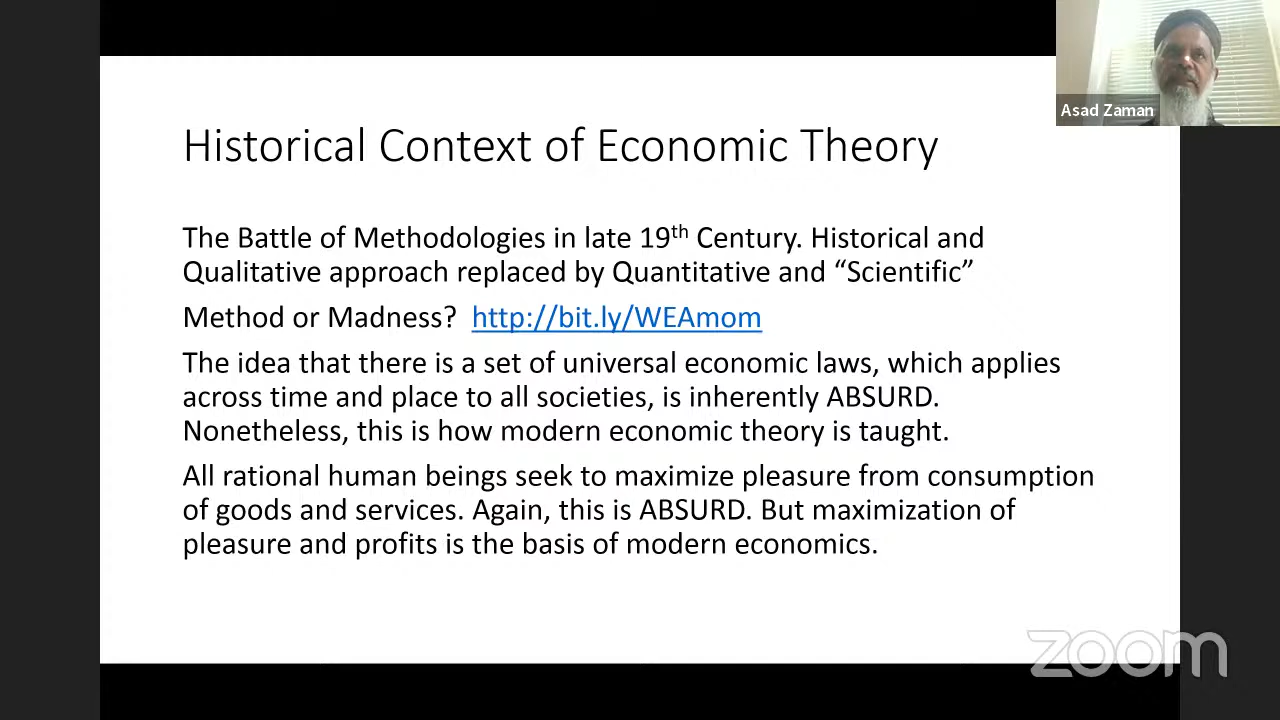 Asad Zaman
Historical Context of Economic Theory
The Battle of Methodologies in late 19th Century. Historical and
Qualitative approach replaced by Quantitative and “Scientific”
Method or Madness? http://bit.ly/WEAmom
The idea that there is a set of universal economic laws, which applies
across time and place to all societies, is inherently ABSURD.
Nonetheless, this is how modern economic theory is taught.
All rational human beings seek to maximize pleasure from consumption
of goods and services. Again, this is ABSURD. But maximization of
pleasure and profits is the basis of modern economics.
zoom